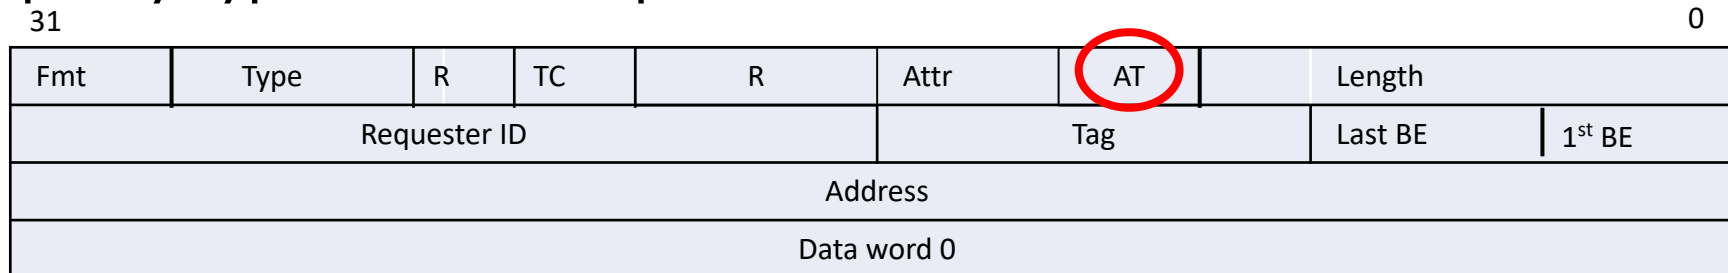 31 0
Fmt Type R TC R Attr AT Length
Requester ID Tag Last BE 1st BE
Address
Data word 0